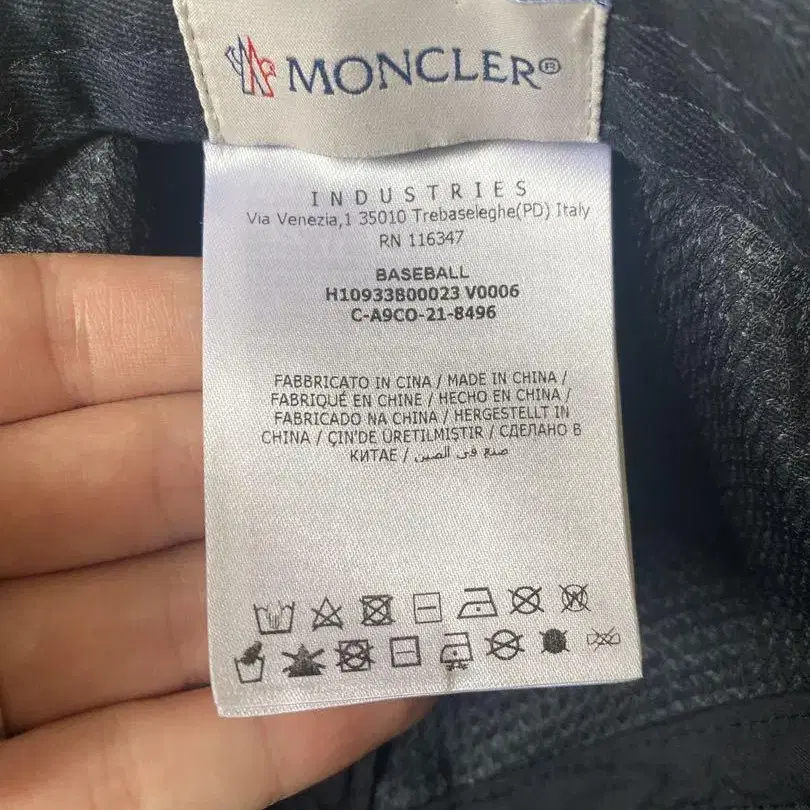 MONCLER®
INDUSTRIES
Via Venezia,1 35010 Trebaseleghe(PD) Italy
RN 116347
BASEBALL
H10933B00023 V0006
C-A9CO-21-8496
FABBRICATO IN CINA / MADE IN CHINA /
FABRIQUÉ EN CHINE / HECHO EN CHINA /
FABRICADO NA CHINA / HERGESTELLT IN
CHINA / ÇIN'DE ÜRETILMIŞTIR / СДЕЛАНО В
КИТАЕ / صنع في الصين